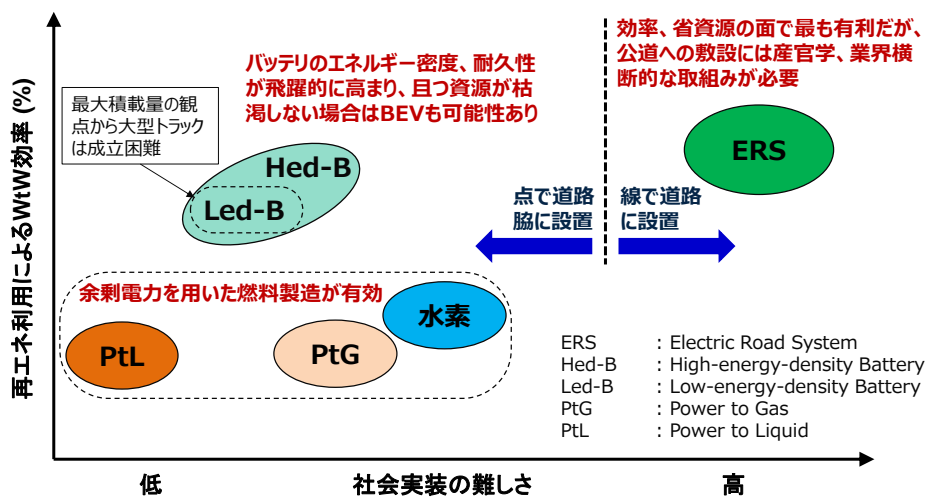 再エネ利用によるWtW効率 (%)
効率、省資源の面で最も有利だが、
公道への敷設には産官学、業界横
断的な取組みが必要
バッテリのエネルギー密度、耐久性
が飛躍的に高まり、且つ資源が枯
渇しない場合はBEVも可能性あり
最大積載量の観
点から大型トラック
は成立困難
Hed-B
Led-B
ERS
点で道路
脇に設置
線で道路
に設置
余剰電力を用いた燃料製造が有効
PtL
PtG
水素
ERS : Electric Road System
Hed-B : High-energy-density Battery
Led-B : Low-energy-density Battery
PtG : Power to Gas
PtL : Power to Liquid
低
社会実装の難しさ
高